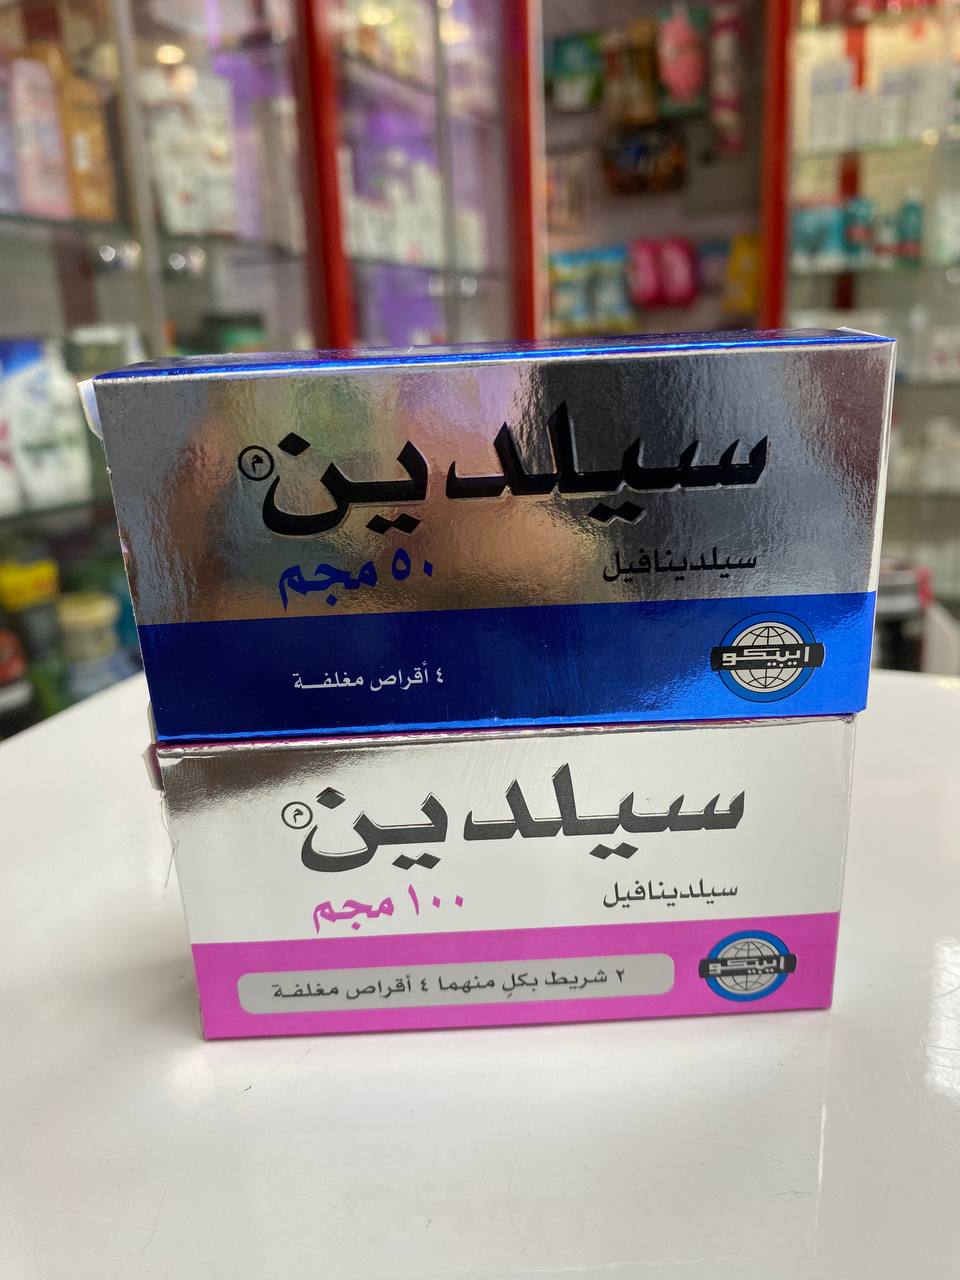 سيلدين م
سيلدينافيل ٥٠ مجم
ايبيكو
٤ أقراص مغلفة
سيلدين م
سيلدينافيل ١٠٠ مجم
ايبيكو
٢ شريط بكلٍ منهما ٤ أقراص مغلفة